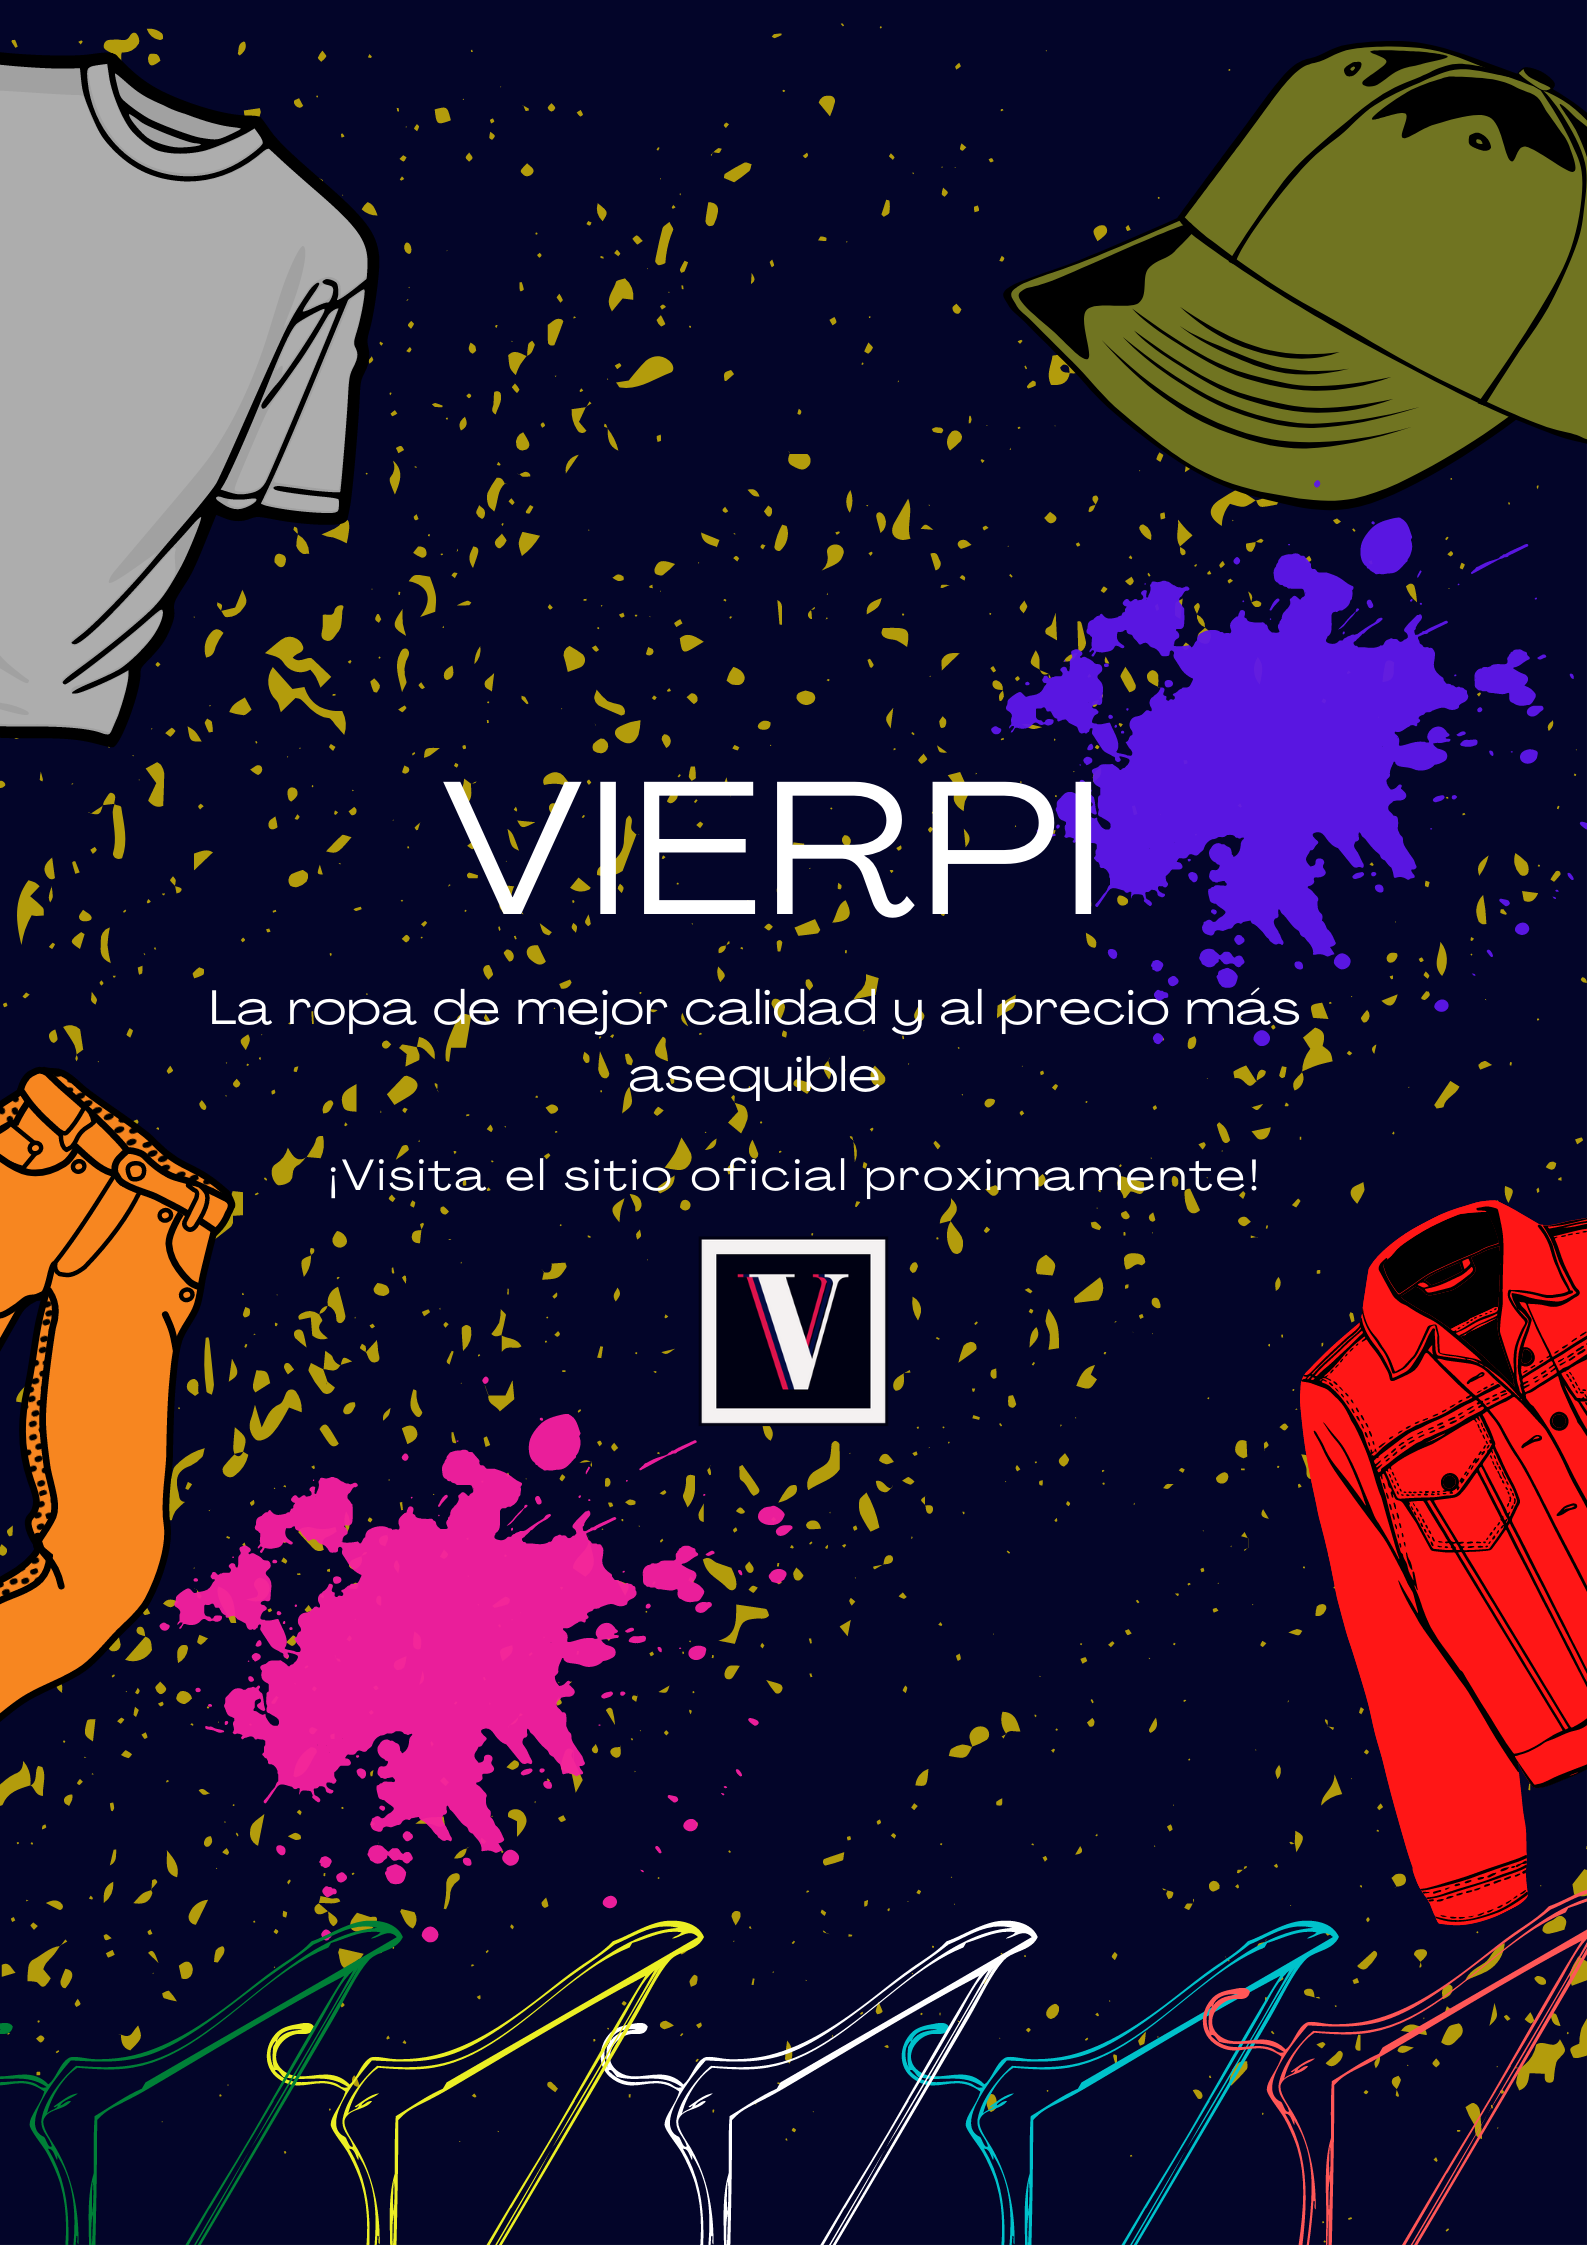 VIERPI
La ropa de mejor calidad y al precio más
asequible
¡Visita el sitio oficial proximamente!
V